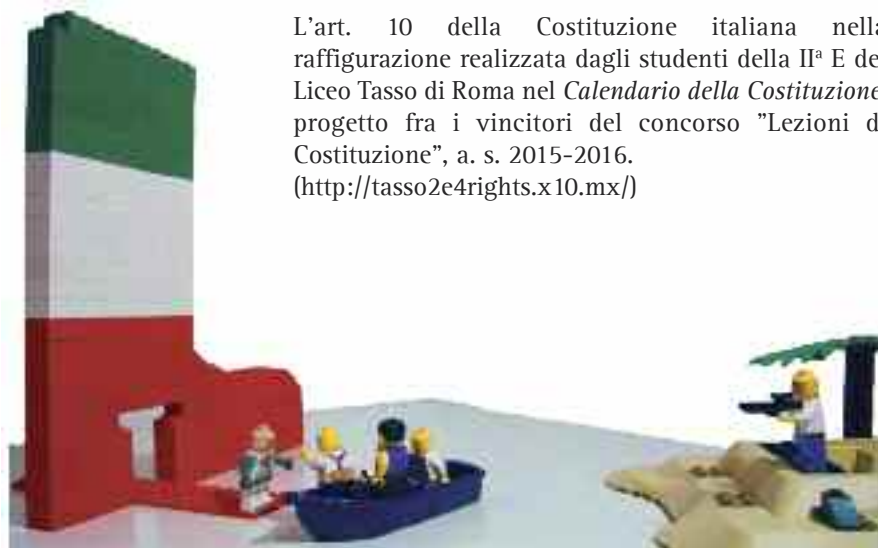 L'art. 10 della Costituzione italiana nella
raffigurazione realizzata dagli studenti della IIª E de
Liceo Tasso di Roma nel Calendario della Costituzione
progetto fra i vincitori del concorso "Lezioni d
Costituzione", a. s. 2015-2016.
(http://tasso2e4rights.x10.mx/)